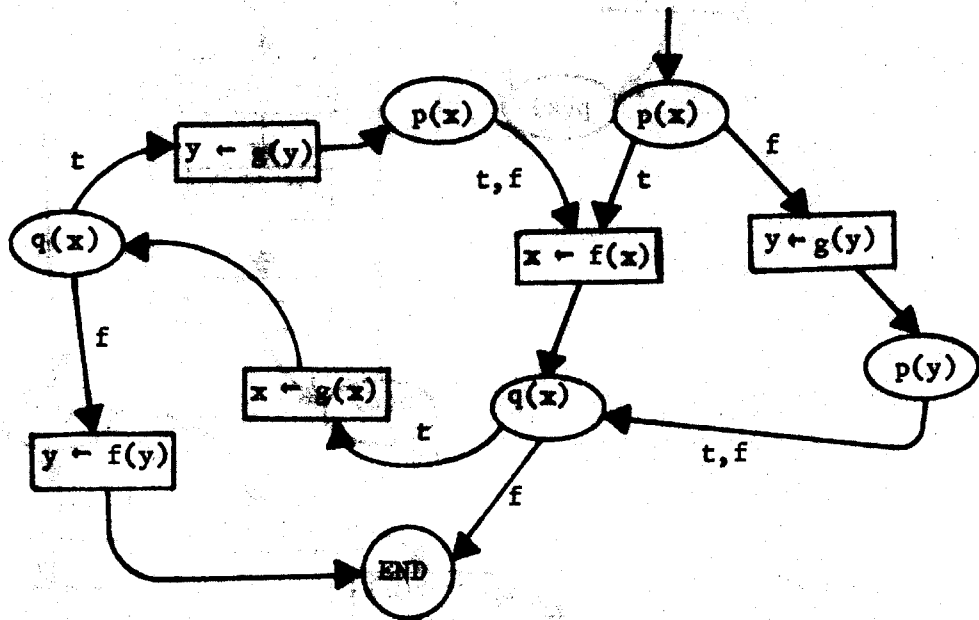 p(x)
p(x)
t
y ← g(y)
t,f
t
f
q(x)
x ← f(x)
y ← g(y)
f
x ← g(x)
q(x)
p(y)
t
t,f
y ← f(y)
f
END